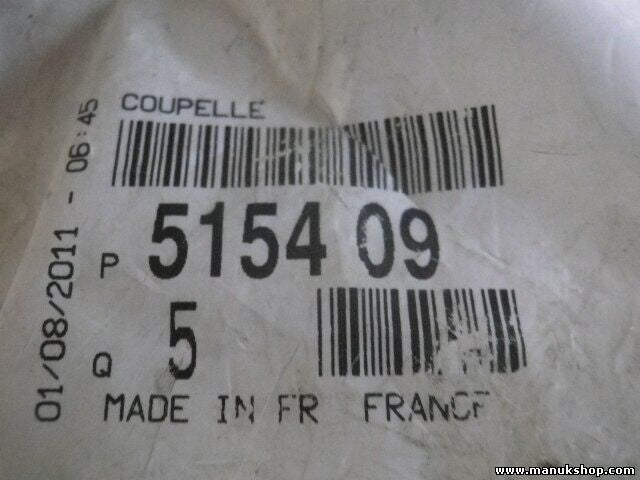 COUPELLE
01/08/2011 - 06:45
P 5154 09
Q 5
MADE IN FR FRANCE
www.manukshop.com